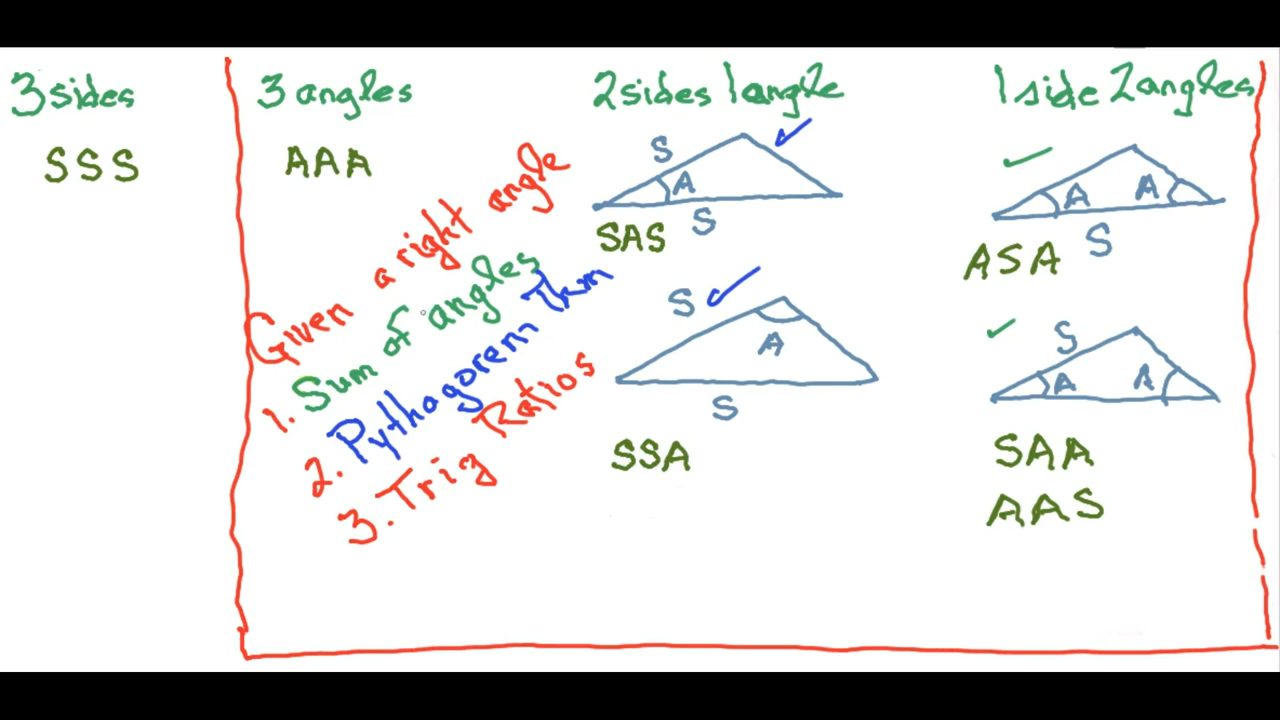 3 sides
SSS
3 angles
AAA
Given a right angle
1. Sum of angles
2. Pythagorem Thm
3. Trig Ratios
2 sides 1 angle
S
A
S
SAS
S
A
S
SSA
1 side 2 angles
A A
S
ASA
S
A A
SAA
AAS